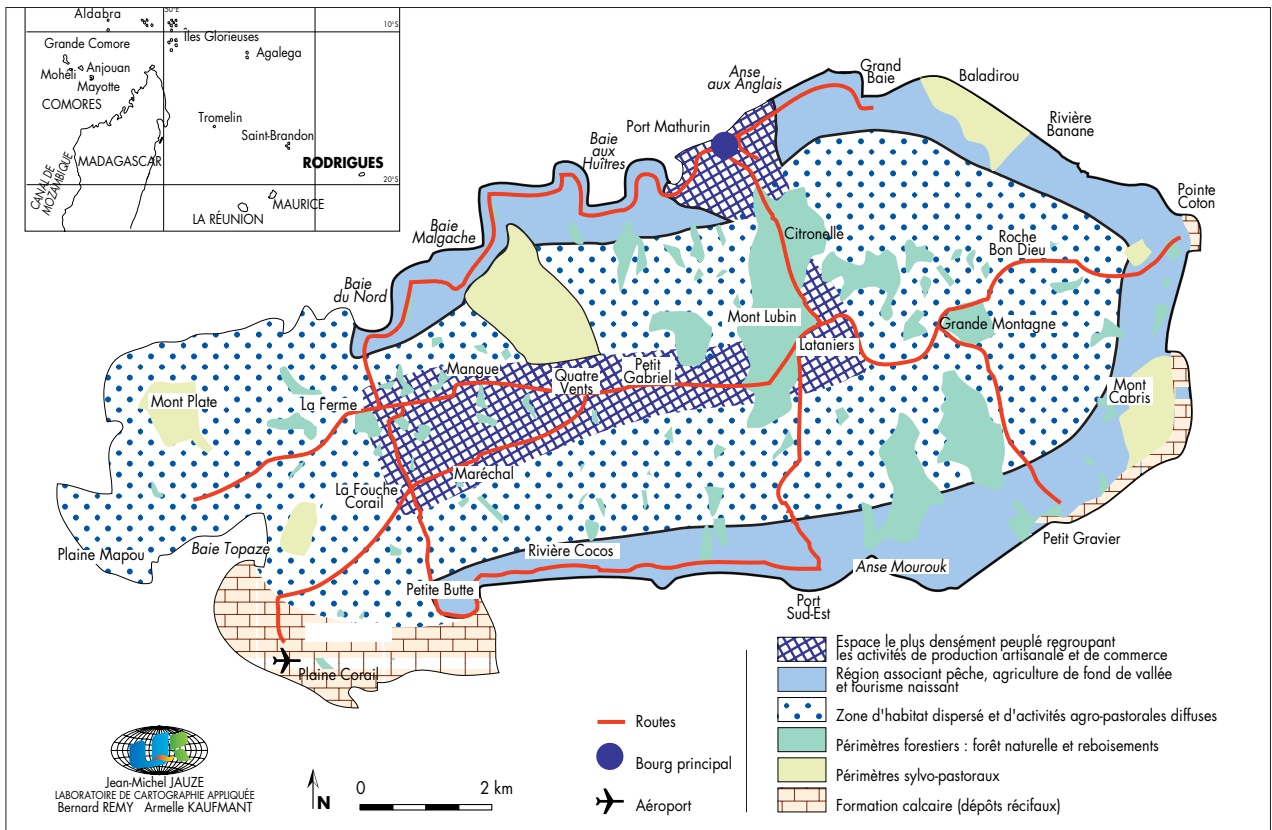 Aldabra
50°E
10°S
Îles Glorieuses
Grande Comore
Agalega
Mohéli
Anjouan
Mayotte
COMORES
Tromelin
Saint-Brandon
CANAL DE
MOZAMBIQUE
MADAGASCAR
RODRIGUES
20°S
MAURICE
LA RÉUNION
Anse
aux Anglais
Grand
Baie
Baladirou
Port Mathurin
Rivière
Banane
Baie
aux
Huîtres
Pointe
Coton
Baie
Malgache
Citronelle
Roche
Bon Dieu
Baie
du Nord
Mont Lubin
Grande Montagne
Lataniers
Mangue
Quatre
Vents
Petit
Gabriel
Mont
Cabris
Mont Plate
La Ferme
Maréchal
La Fouche
Corail
Plaine Mapou
Baie Topaze
Rivière Cocos
Petit Gravier
Anse Mourouk
Petite Butte
Port
Sud-Est
Plaine Corail
Espace le plus densément peuplé regroupant
les activités de production artisanale et de commerce
Région associant pêche, agriculture de fond de vallée
et tourisme naissant
Zone d'habitat dispersé et d'activités agro-pastorales diffuses
Périmètres forestiers : forêt naturelle et reboisements
Périmètres sylvo-pastoraux
Formation calcaire (dépôts récifaux)
Routes
Bourg principal
Aéroport
Jean-Michel JAUZE
LABORATOIRE DE CARTOGRAPHIE APPLIQUÉE
Bernard REMY Armelle KAUFMANT
N
0 2 km